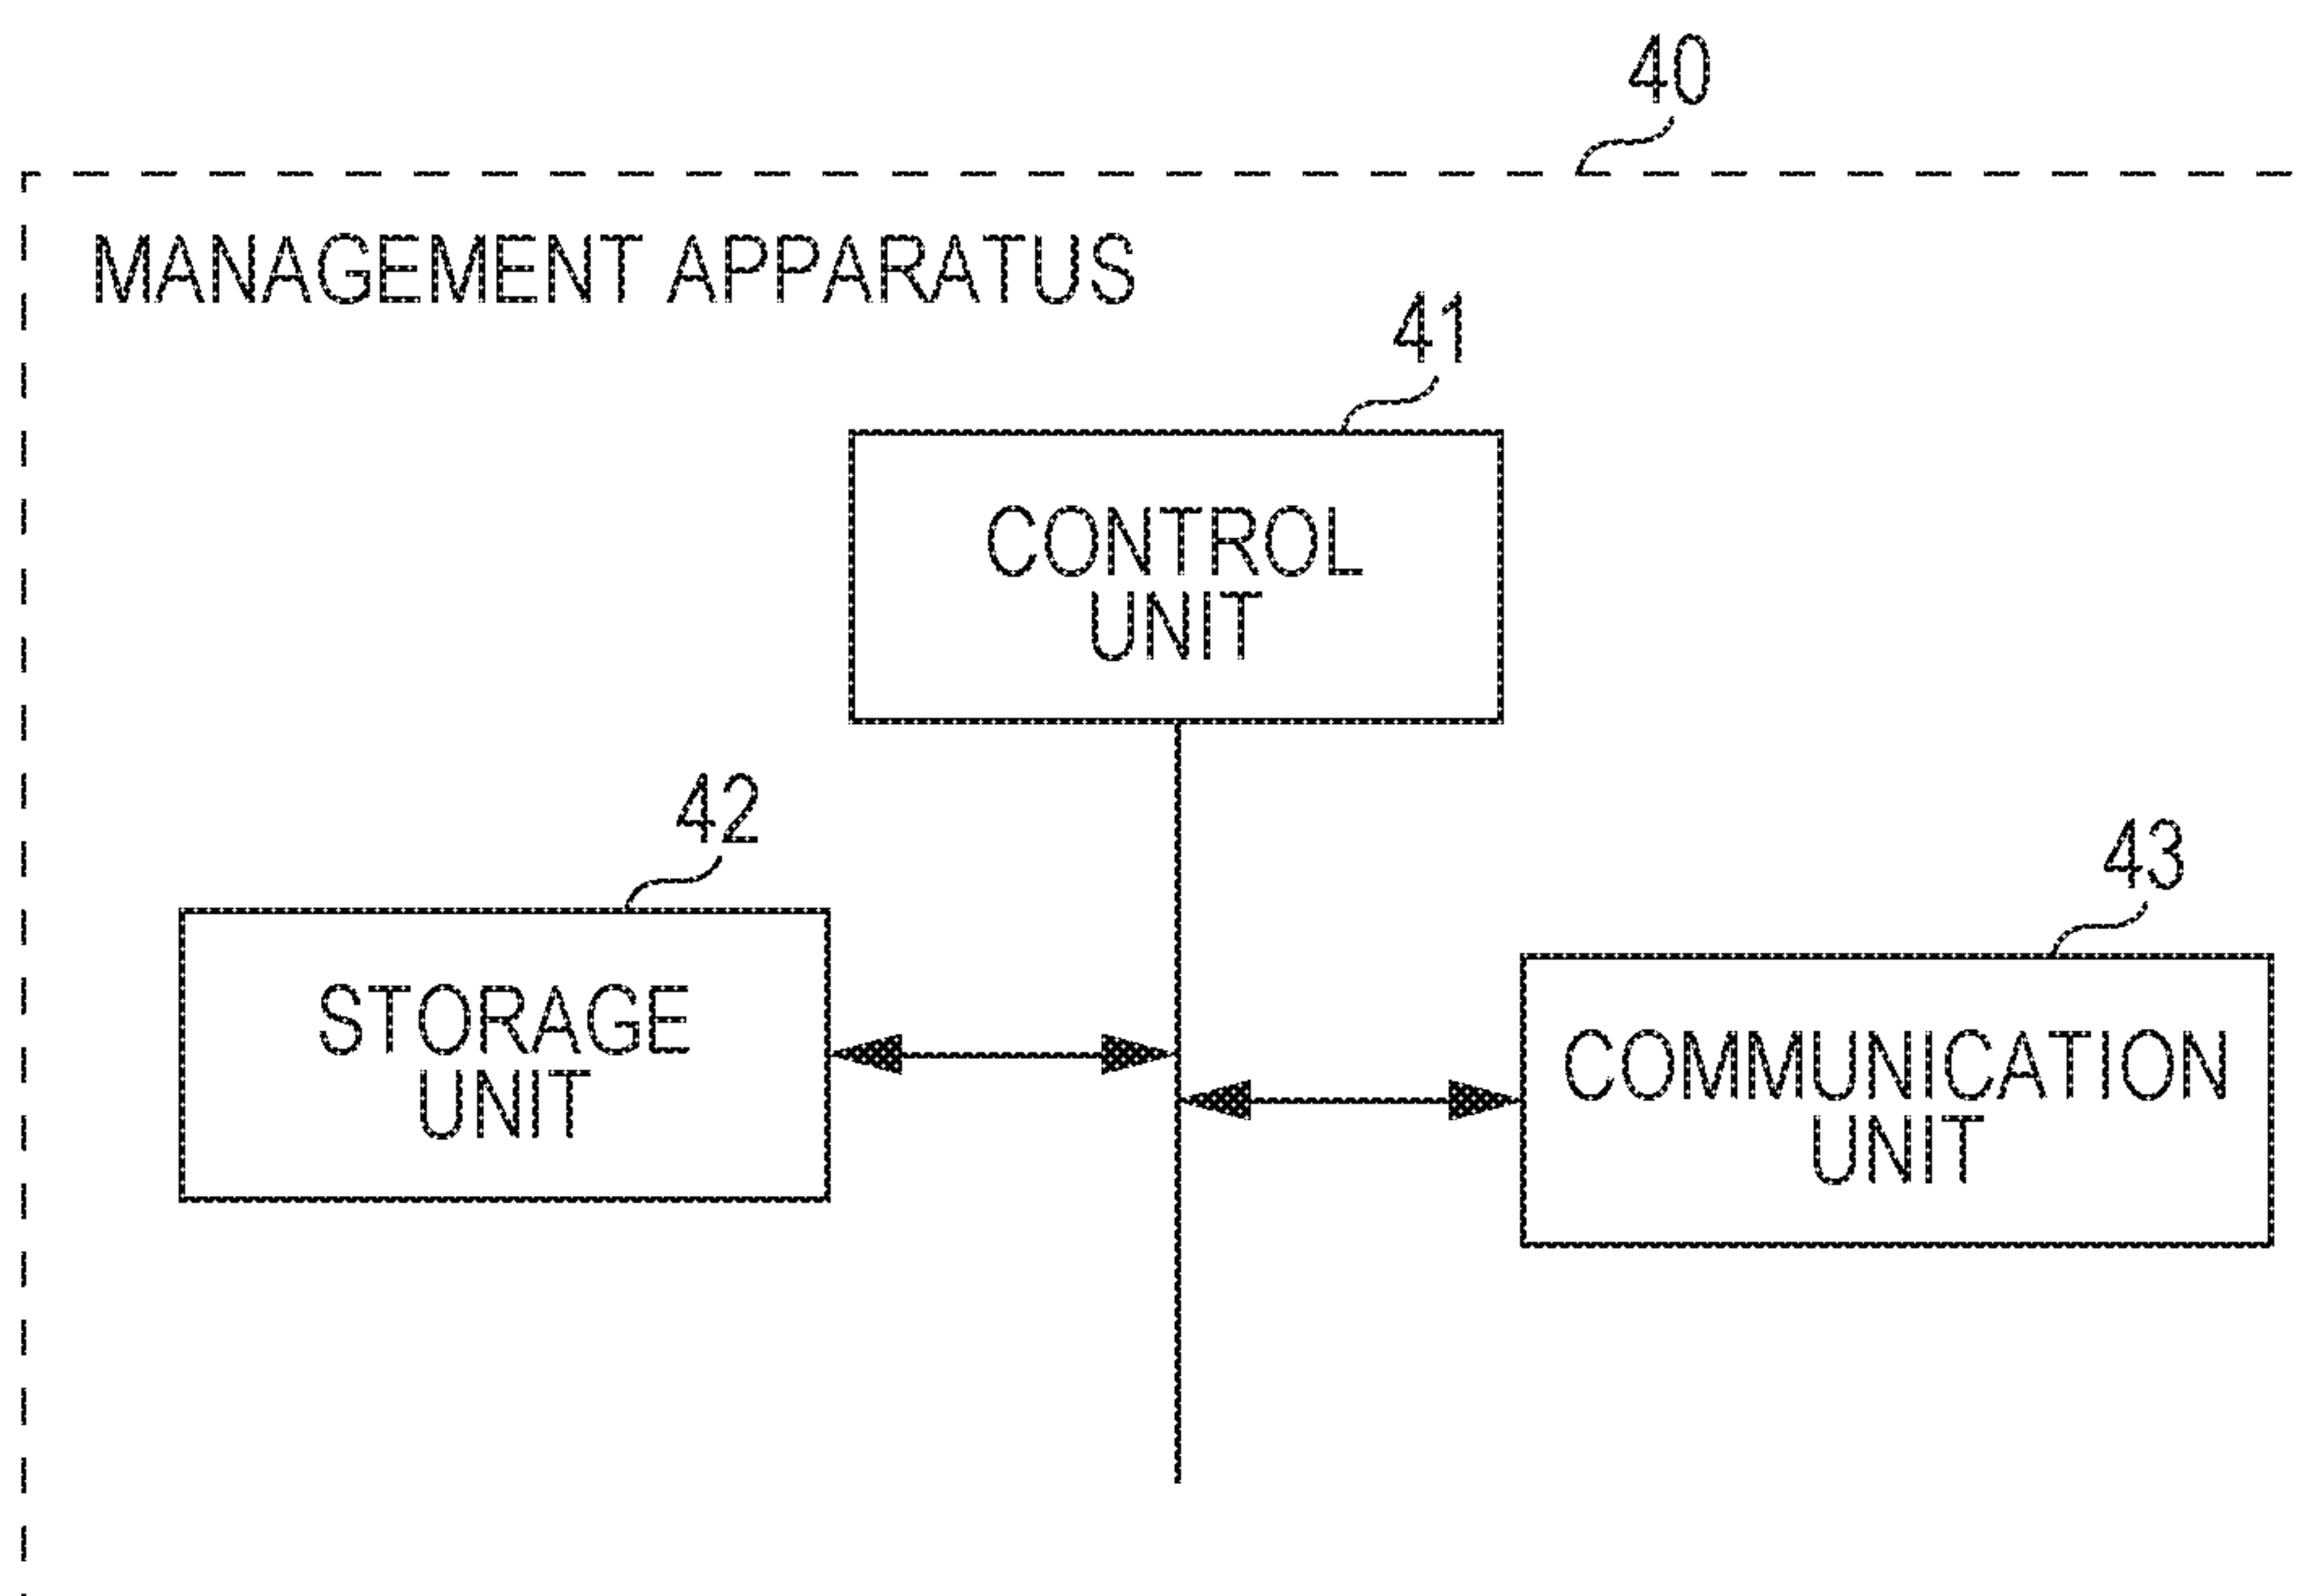 40
MANAGEMENT APPARATUS
41
CONTROL
UNIT
42
STORAGE
UNIT
43
COMMUNICATION
UNIT